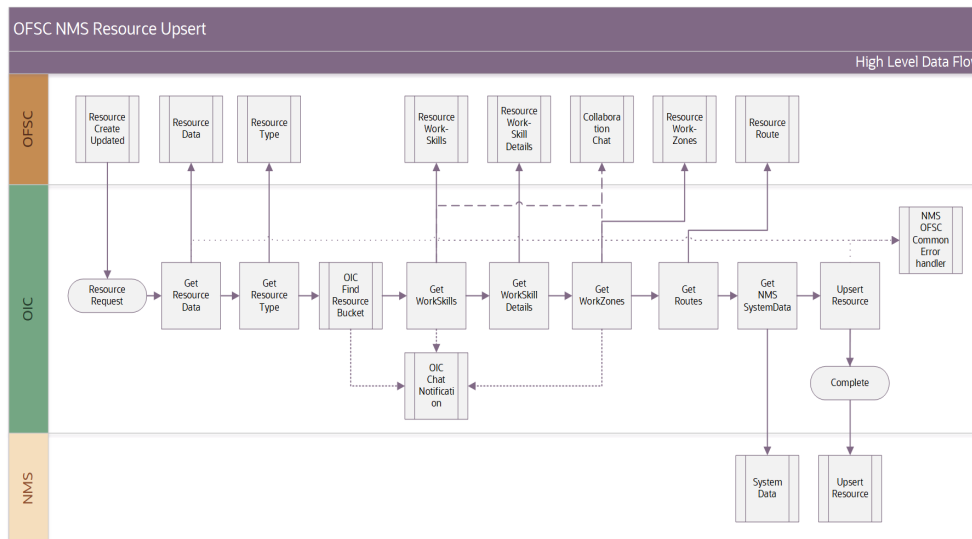 OFSC NMS Resource Upsert
High Level Data Flow
OFSC
Resource
Create
Updated
Resource
Data
Resource
Type
Resource
Work-
Skills
Resource
Work-
Skill
Details
Collabora
tion
Chat
Resource
Work-
Zones
Resource
Route
OIC
NMS
OFSC
Common
Error
handler
Resource
Request
Get
Resource
Data
Get
Resource
Type
OIC
Find
Resource
Bucket
Get
WorkSkills
Get
WorkSkill
Details
Get
WorkZones
Get
Routes
Get
NMS
SystemData
Upsert
Resource
OIC
Chat
Notificati
on
Complete
NMS
System
Data
Upsert
Resource